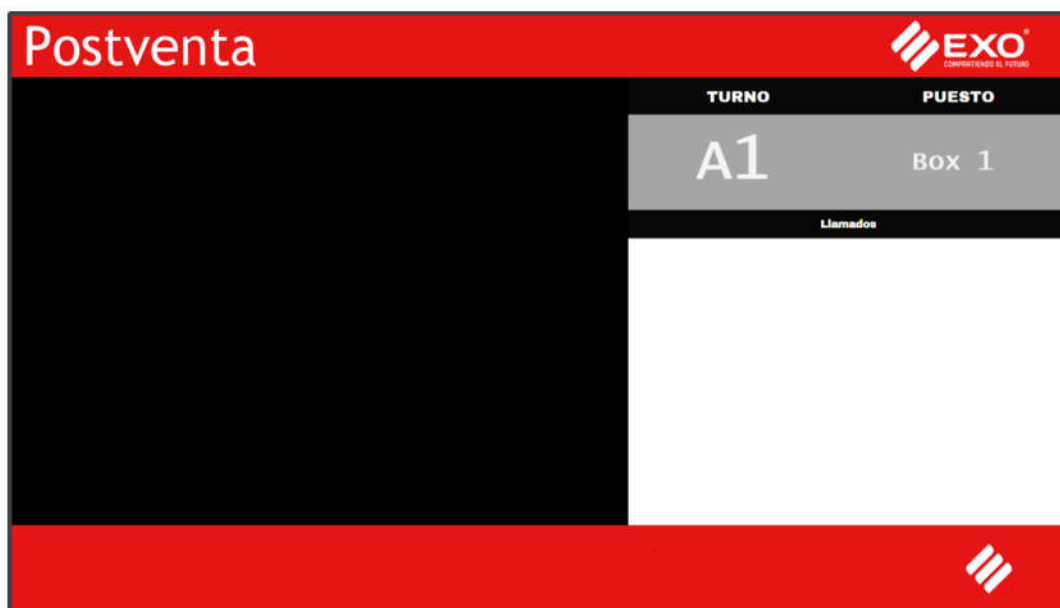 Postventa
EXO®
COMPARTIENDO EL FUTURO
TURNO PUESTO
A1 Box 1
Llamados